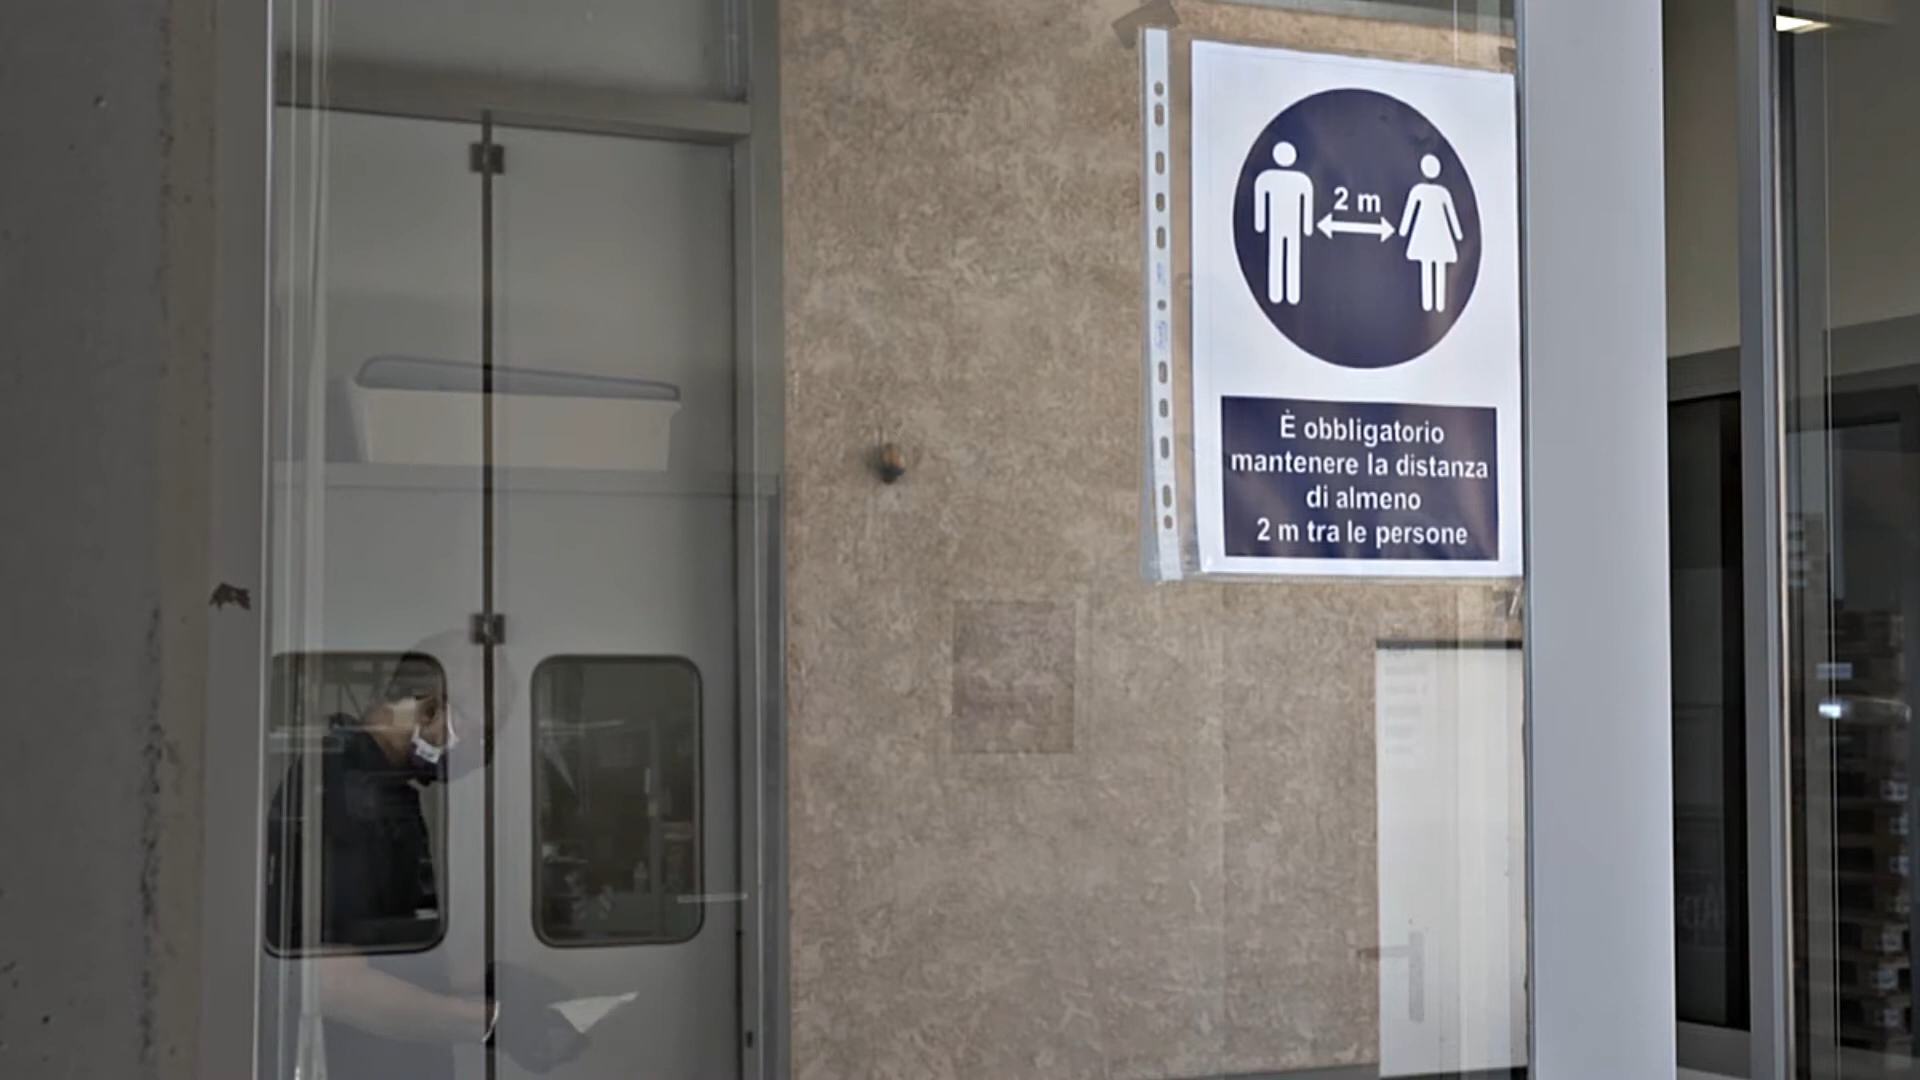 2 m
È obbligatorio
mantenere la distanza
di almeno
2 m tra le persone